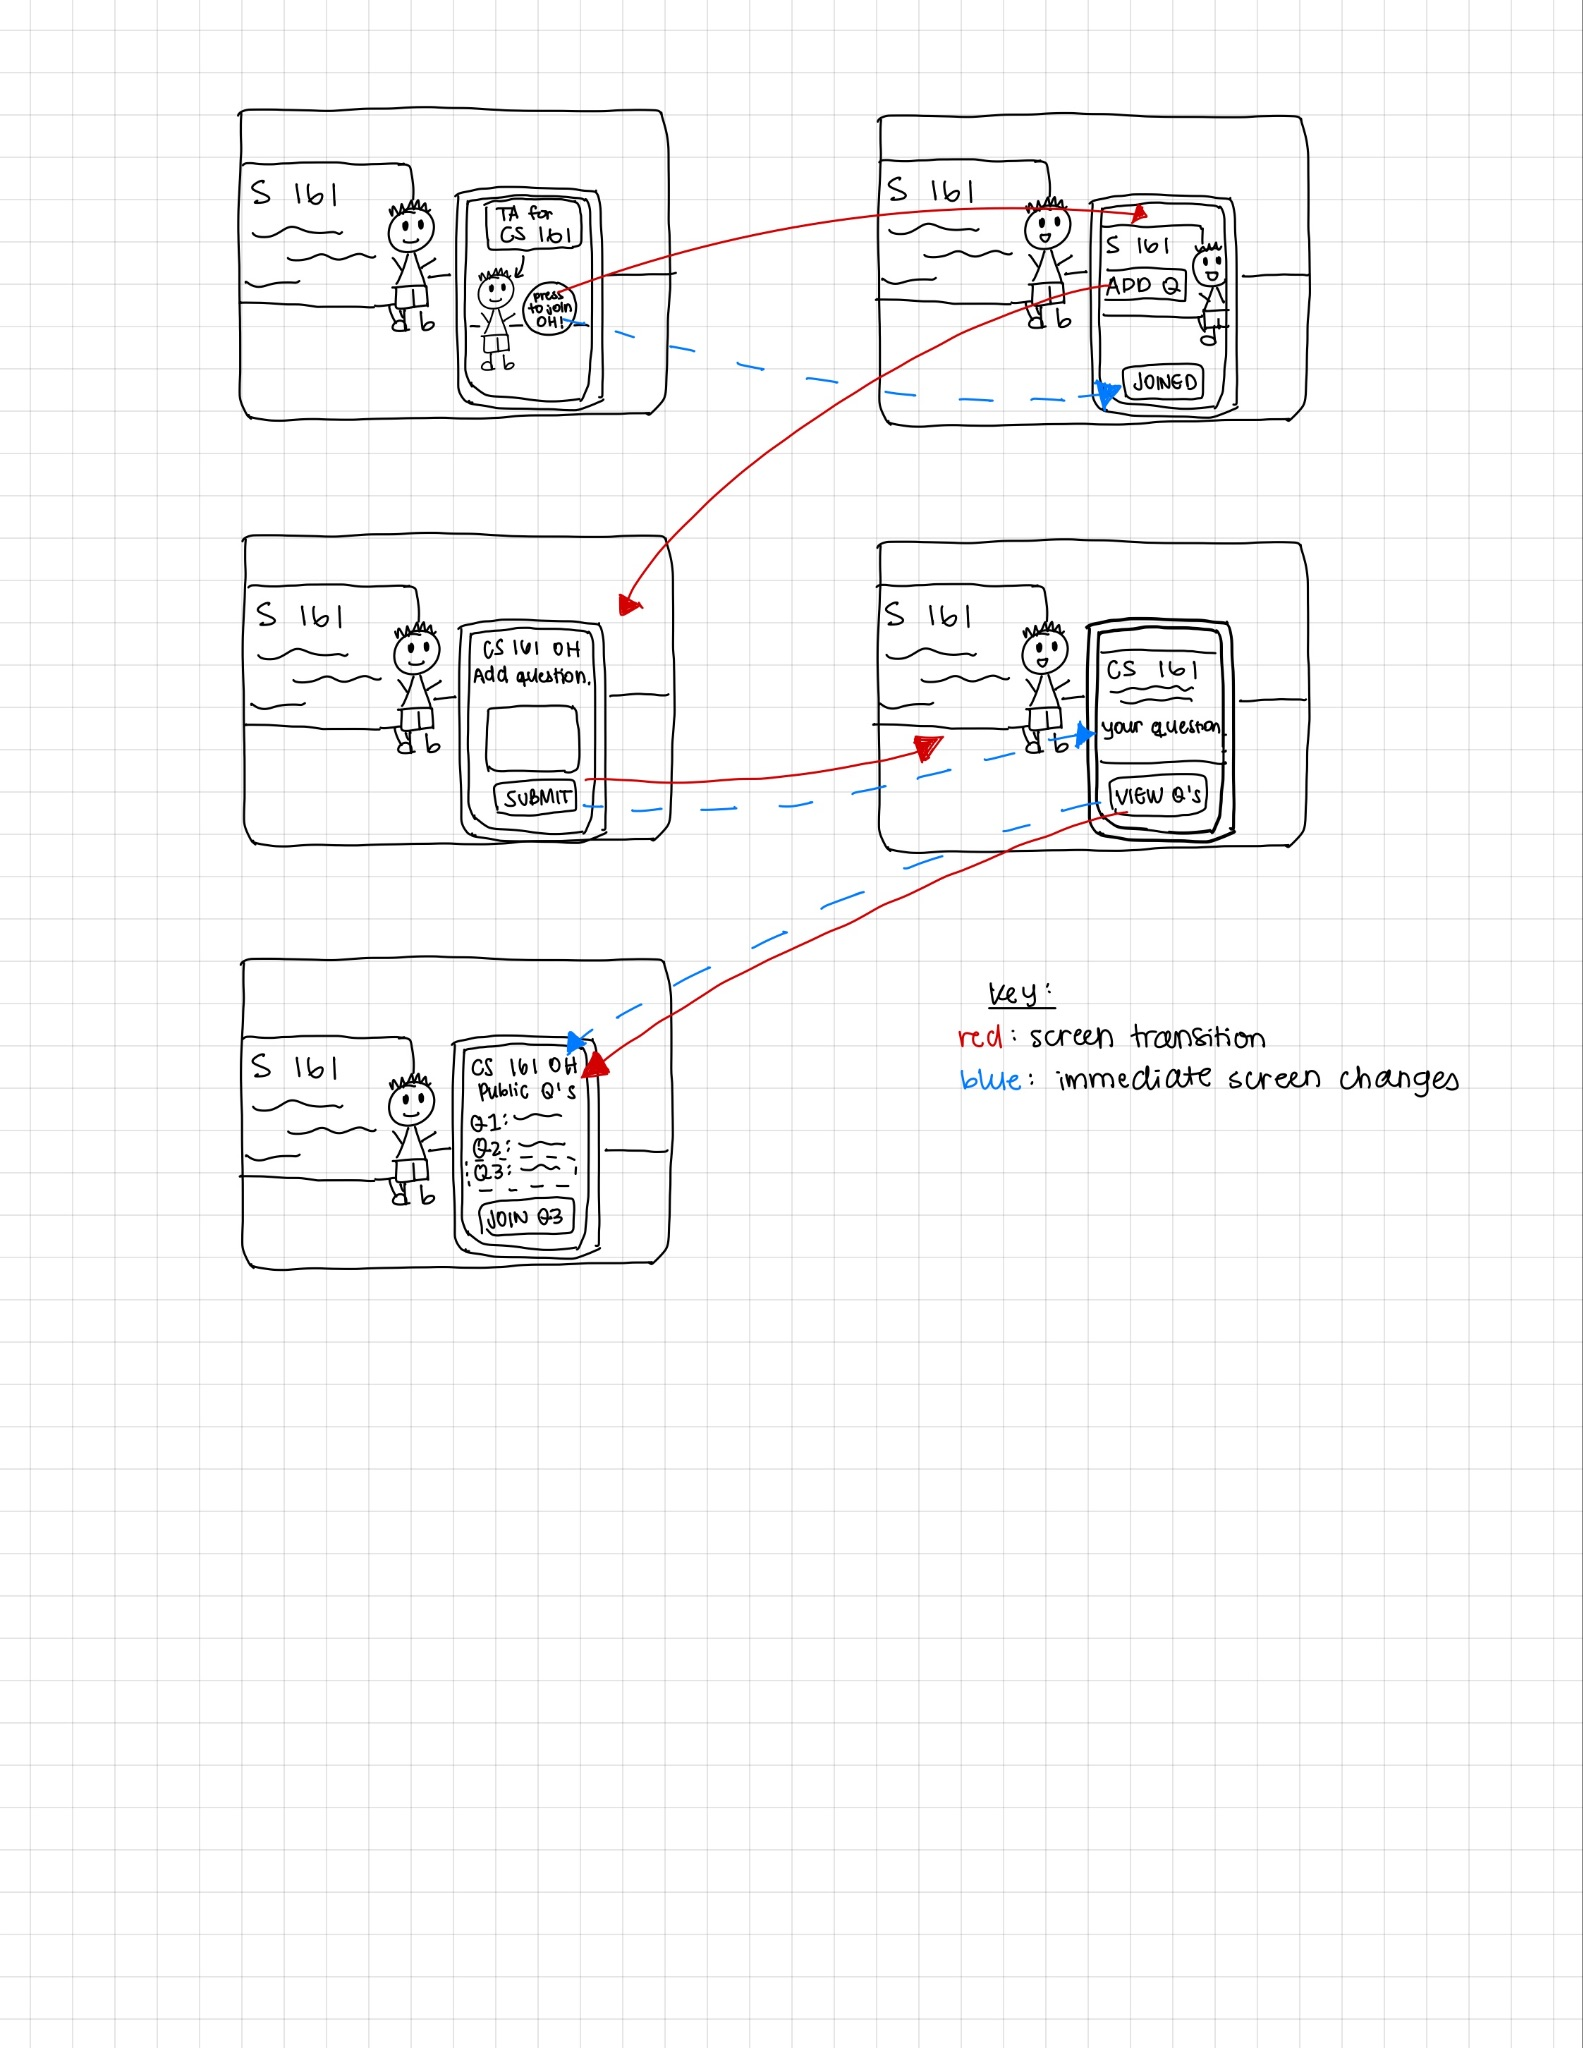 S 161
TA for
CS 161
press
to join
OH!
S 161
S 161
ADD Q
JOINED
S 161
CS 161 OH
Add question.
SUBMIT
S 161
CS 161
your question
VIEW Q's
S 161
CS 161 OH
Public Q's
Q1:
Q2:
Q3:
JOIN Q3
key:
red: screen transition
blue: immediate screen changes